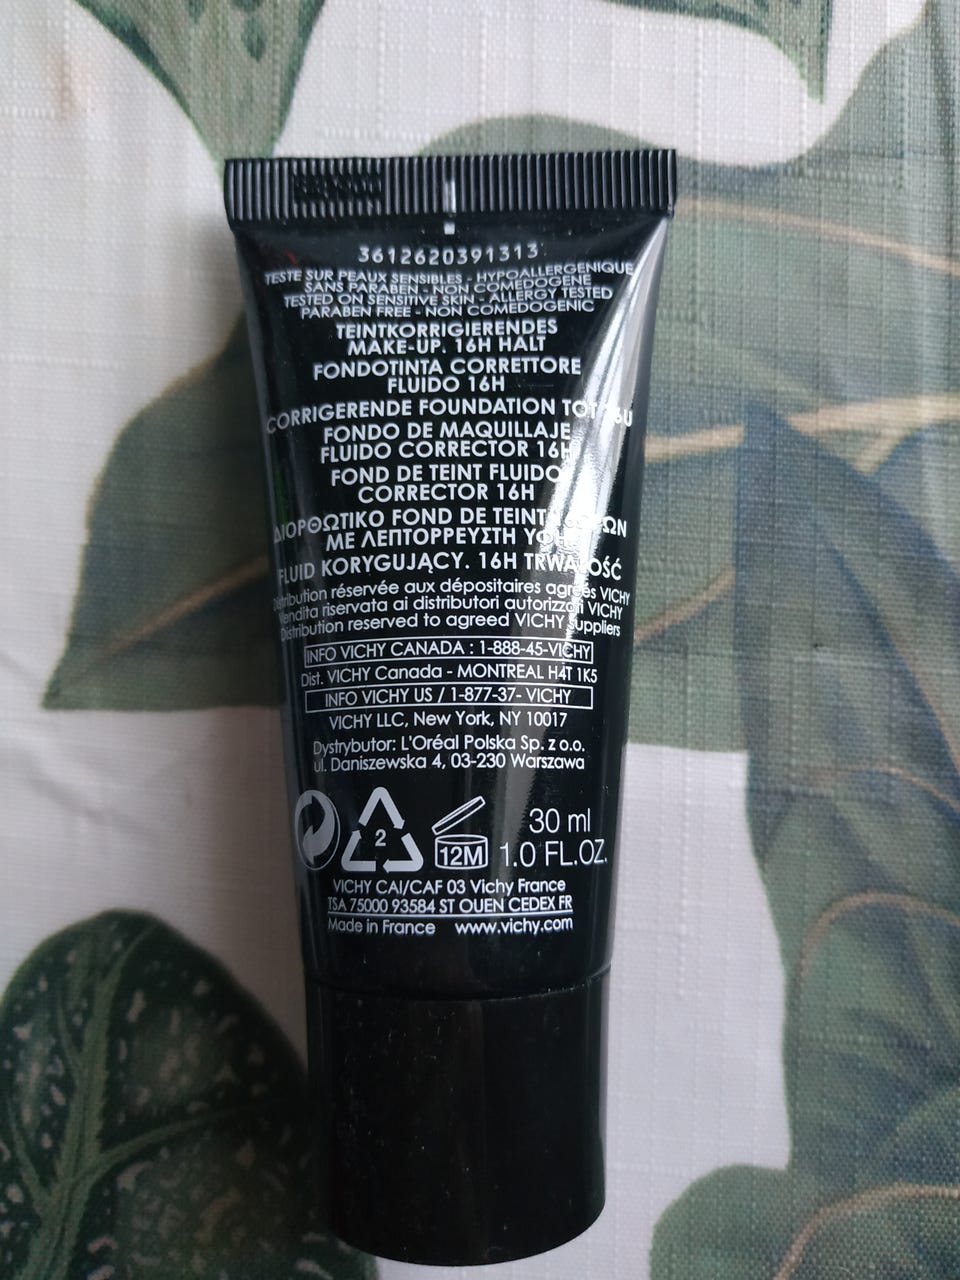 3612620391313
TESTE SUR PEAUX SENSIBLES - HYPOALLERGENIQUE
SANS PARABEN - NON COMEDOGENE
TESTED ON SENSITIVE SKIN - ALLERGY TESTED
PARABEN FREE - NON COMEDOGENIC
TEINTKORRIGIERENDES
MAKE-UP. 16H HALT
FONDOTINTA CORRETTORE
FLUIDO 16H
CORRIGERENDE FOUNDATION
FONDO DE MAQUILLAJE
FLUIDO CORRECTOR 16H
FOND DE TEINT FLUIDO
CORRECTOR 16H
ΔΙΟΡΘΩΤΙΚΟ FOND DE TEINT
ΜΕ ΛΕΠΤΟΡΡΕΥΣΤΗ
FLUID KORYGUJĄCY. 16H TRWAŁOŚĆ
Distribution réservée aux dépositaires agréés VICHY
Vendita riservata ai distributori autorizzati VICHY
Distribution reserved to agreed VICHY suppliers
INFO VICHY CANADA : 1-888-45-VICHY
Dist. VICHY Canada - MONTREAL H4T 1K5
INFO VICHY US / 1-877-37- VICHY
VICHY LLC, New York, NY 10017
Dystrybutor: L'Oréal Polska Sp. z o.o.
ul. Daniszewska 4, 03-230 Warszawa
2
12M
30 ml
1.0 FL.OZ.
VICHY CAI/CAF 03 Vichy France
TSA 75000 93584 ST OUEN CEDEX FR
Made in France www.vichy.com